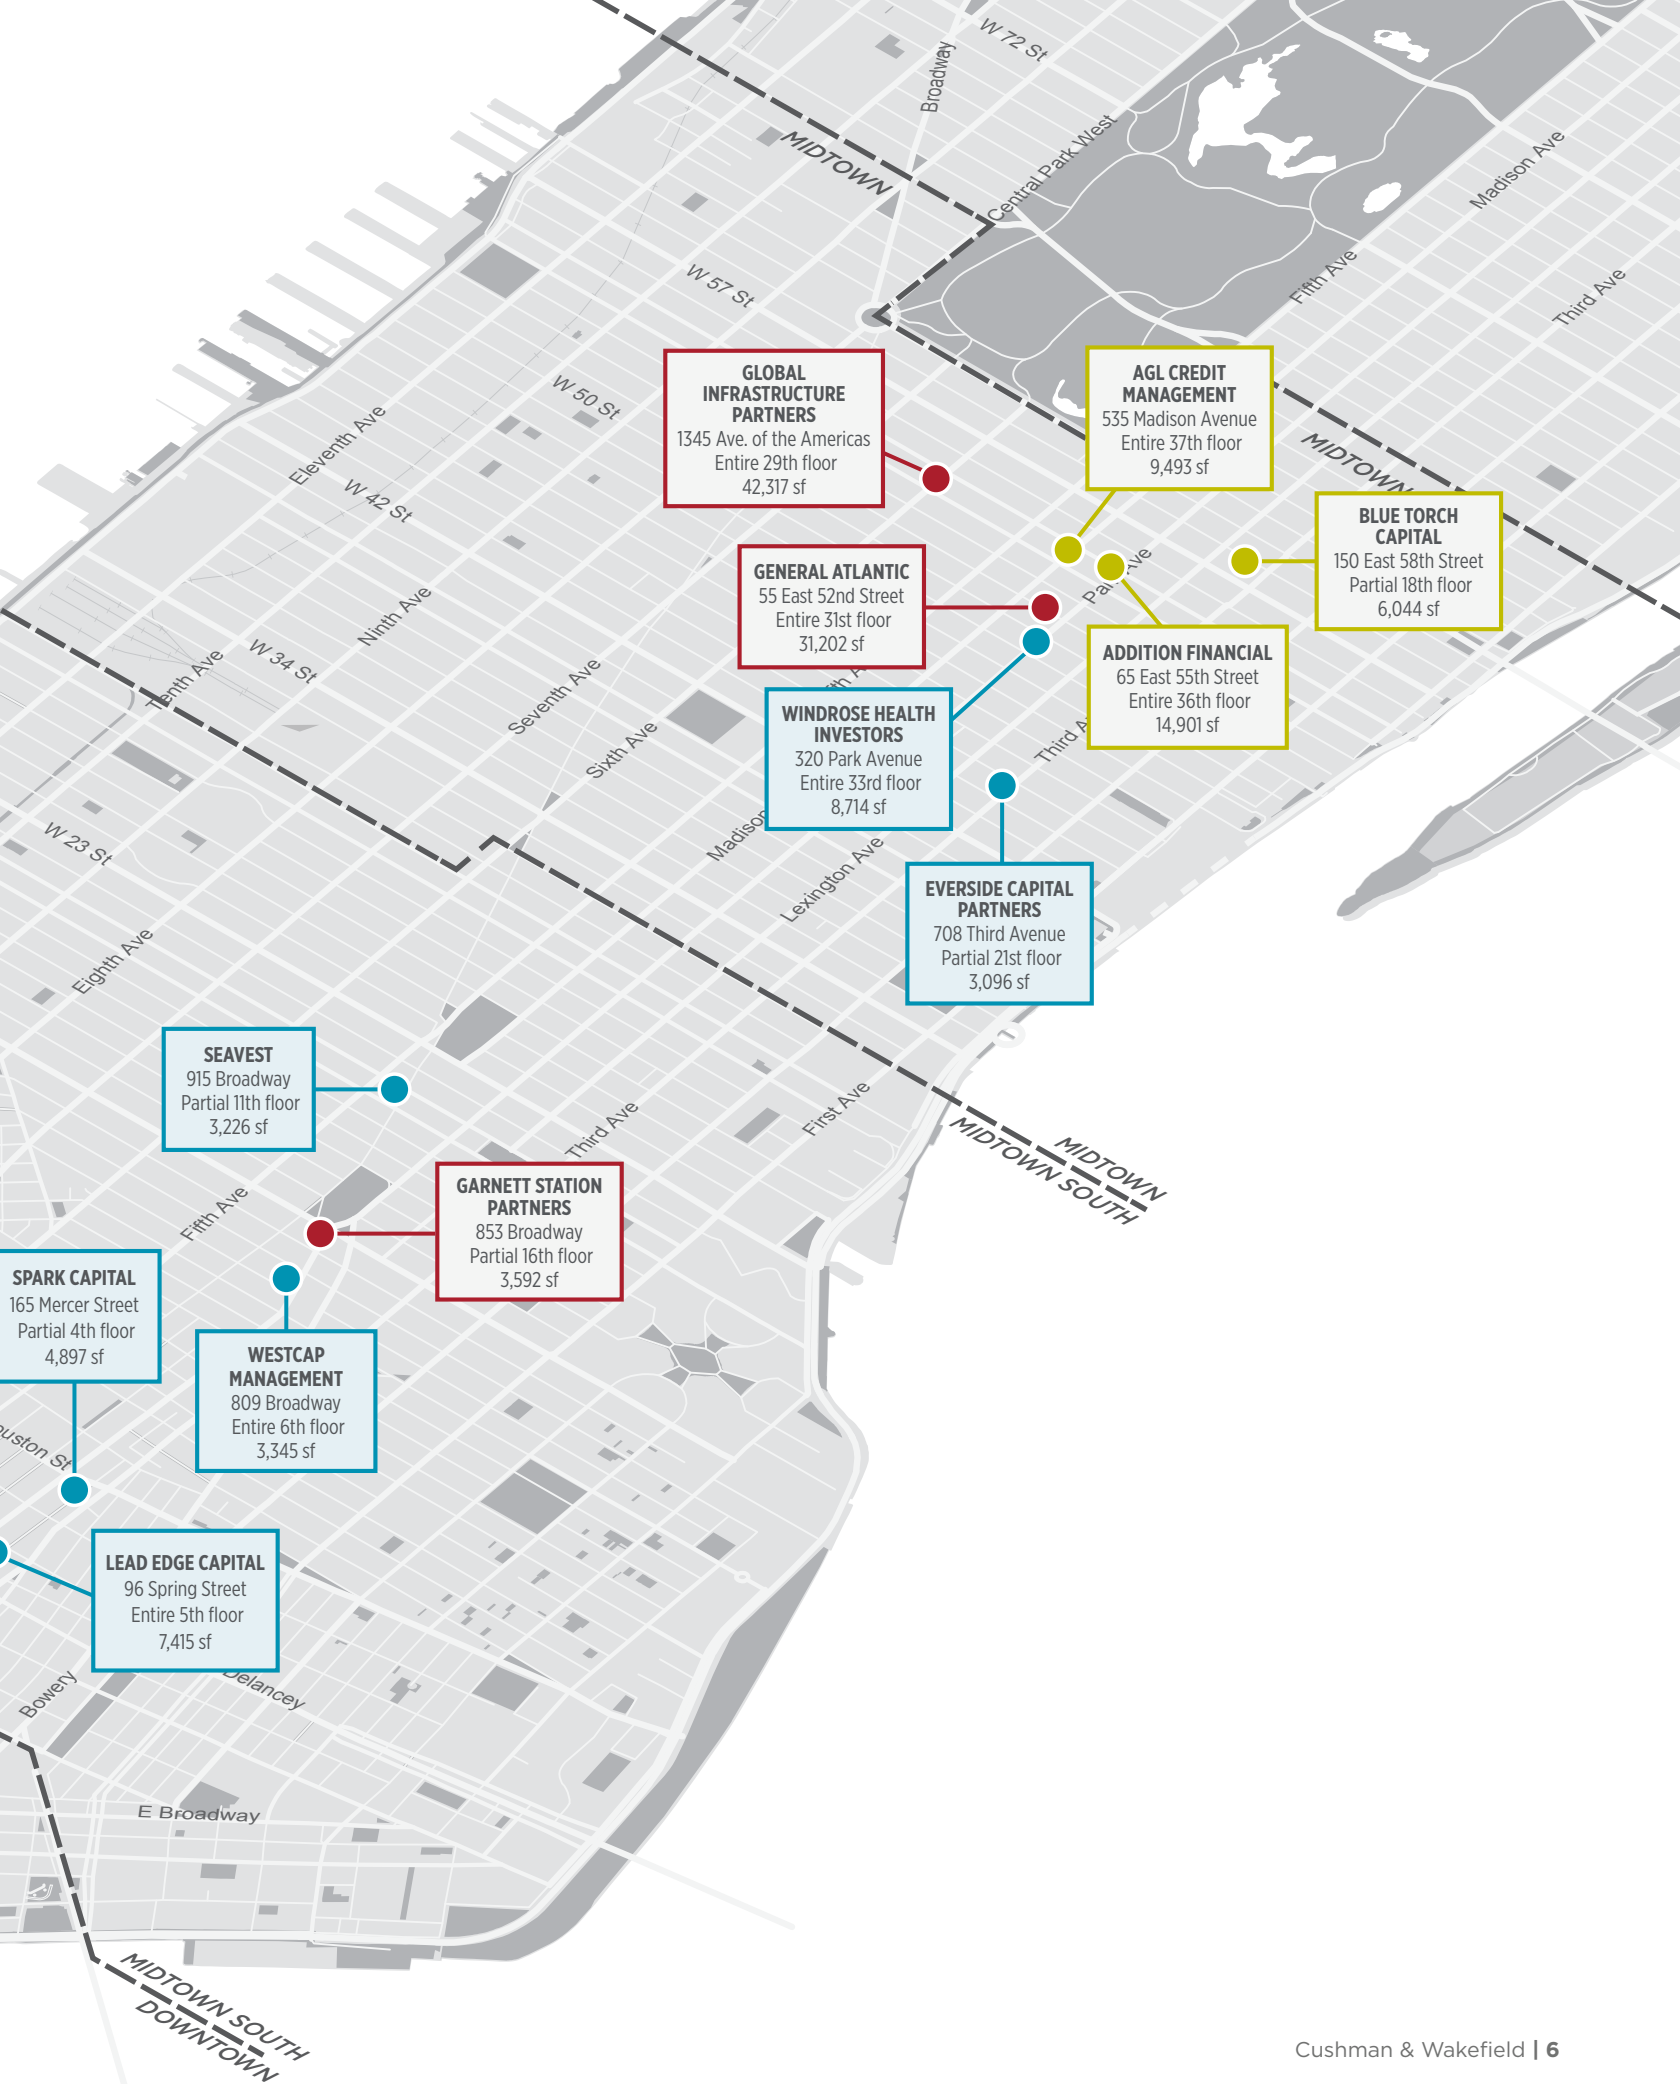 W 72 St
Broadway
MIDTOWN
Central Park West
Madison Ave
Fifth Ave
Third Ave
W 57 St
W 50 St
Eleventh Ave
W 42 St
GLOBAL
INFRASTRUCTURE
PARTNERS
1345 Ave. of the Americas
Entire 29th floor
42,317 sf
AGL CREDIT
MANAGEMENT
535 Madison Avenue
Entire 37th floor
9,493 sf
MIDTOWN
BLUE TORCH
CAPITAL
150 East 58th Street
Partial 18th floor
6,044 sf
GENERAL ATLANTIC
55 East 52nd Street
Entire 31st floor
31,202 sf
Ave
ADDITION FINANCIAL
65 East 55th Street
Entire 36th floor
14,901 sf
Ninth Ave
W 34 St
Tenth Ave
Seventh Ave
Sixth Ave
WINDROSE HEALTH
INVESTORS
320 Park Avenue
Entire 33rd floor
8,714 sf
Third
Madison
Lexington Ave
W 23 St
EVERSIDE CAPITAL
PARTNERS
708 Third Avenue
Partial 21st floor
3,096 sf
Eighth Ave
SEAVEST
915 Broadway
Partial 11th floor
3,226 sf
First Ave
Third Ave
MIDTOWN
MIDTOWN SOUTH
GARNETT STATION
PARTNERS
853 Broadway
Partial 16th floor
3,592 sf
Fifth Ave
SPARK CAPITAL
165 Mercer Street
Partial 4th floor
4,897 sf
WESTCAP
MANAGEMENT
809 Broadway
Entire 6th floor
3,345 sf
ouston St
LEAD EDGE CAPITAL
96 Spring Street
Entire 5th floor
7,415 sf
Delancey
Bowery
E Broadway
MIDTOWN SOUTH
DOWNTOWN
Cushman & Wakefield | 6